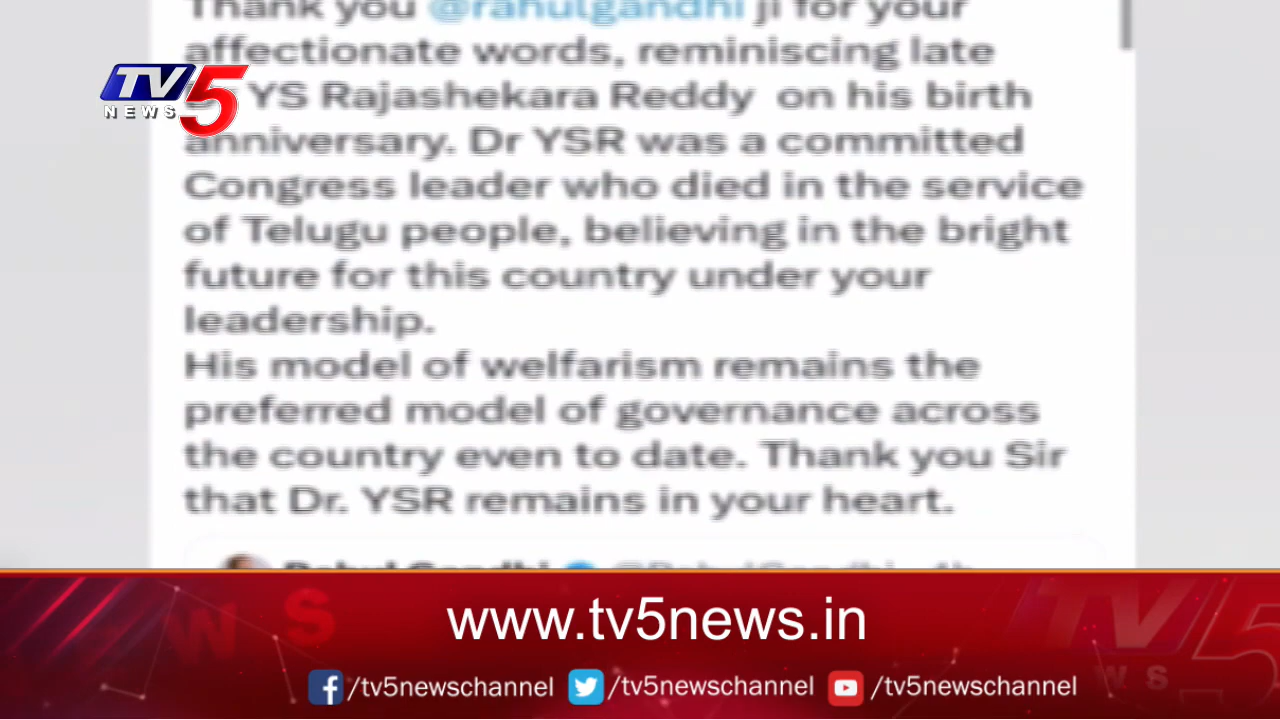 Thank you @rahulgandhi ji for your
affectionate words, reminiscing late
YS Rajashekara Reddy on his birth
anniversary. Dr YSR was a committed
Congress leader who died in the service
of Telugu people, believing in the bright
future for this country under your
leadership.
His model of welfarism remains the
preferred model of governance across
the country even to date. Thank you Sir
that Dr. YSR remains in your heart.
Rahul Gandhi @RahulGandhi · 4h
TV5
NEWS
www.tv5news.in
/tv5newschannel /tv5newschannel /tv5newschannel